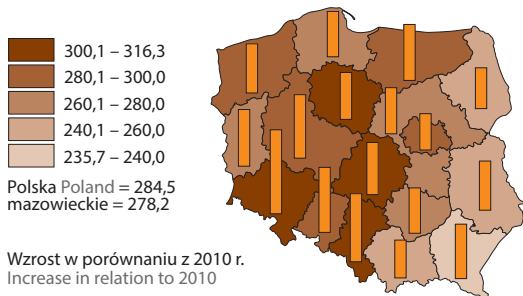 300,1 – 316,3
280,1 – 300,0
260,1 – 280,0
240,1 – 260,0
235,7 – 240,0
Polska Poland = 284,5
mazowieckie = 278,2
Wzrost w porównaniu z 2010 r.
Increase in relation to 2010